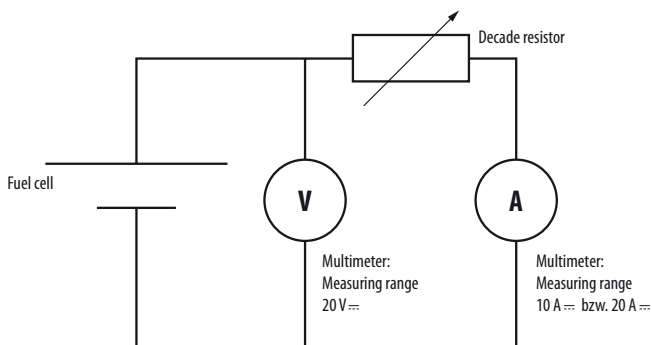 Decade resistor
Fuel cell
V
A
Multimeter:
Measuring range
20 V⎓
Multimeter:
Measuring range
10 A⎓ bzw. 20 A⎓